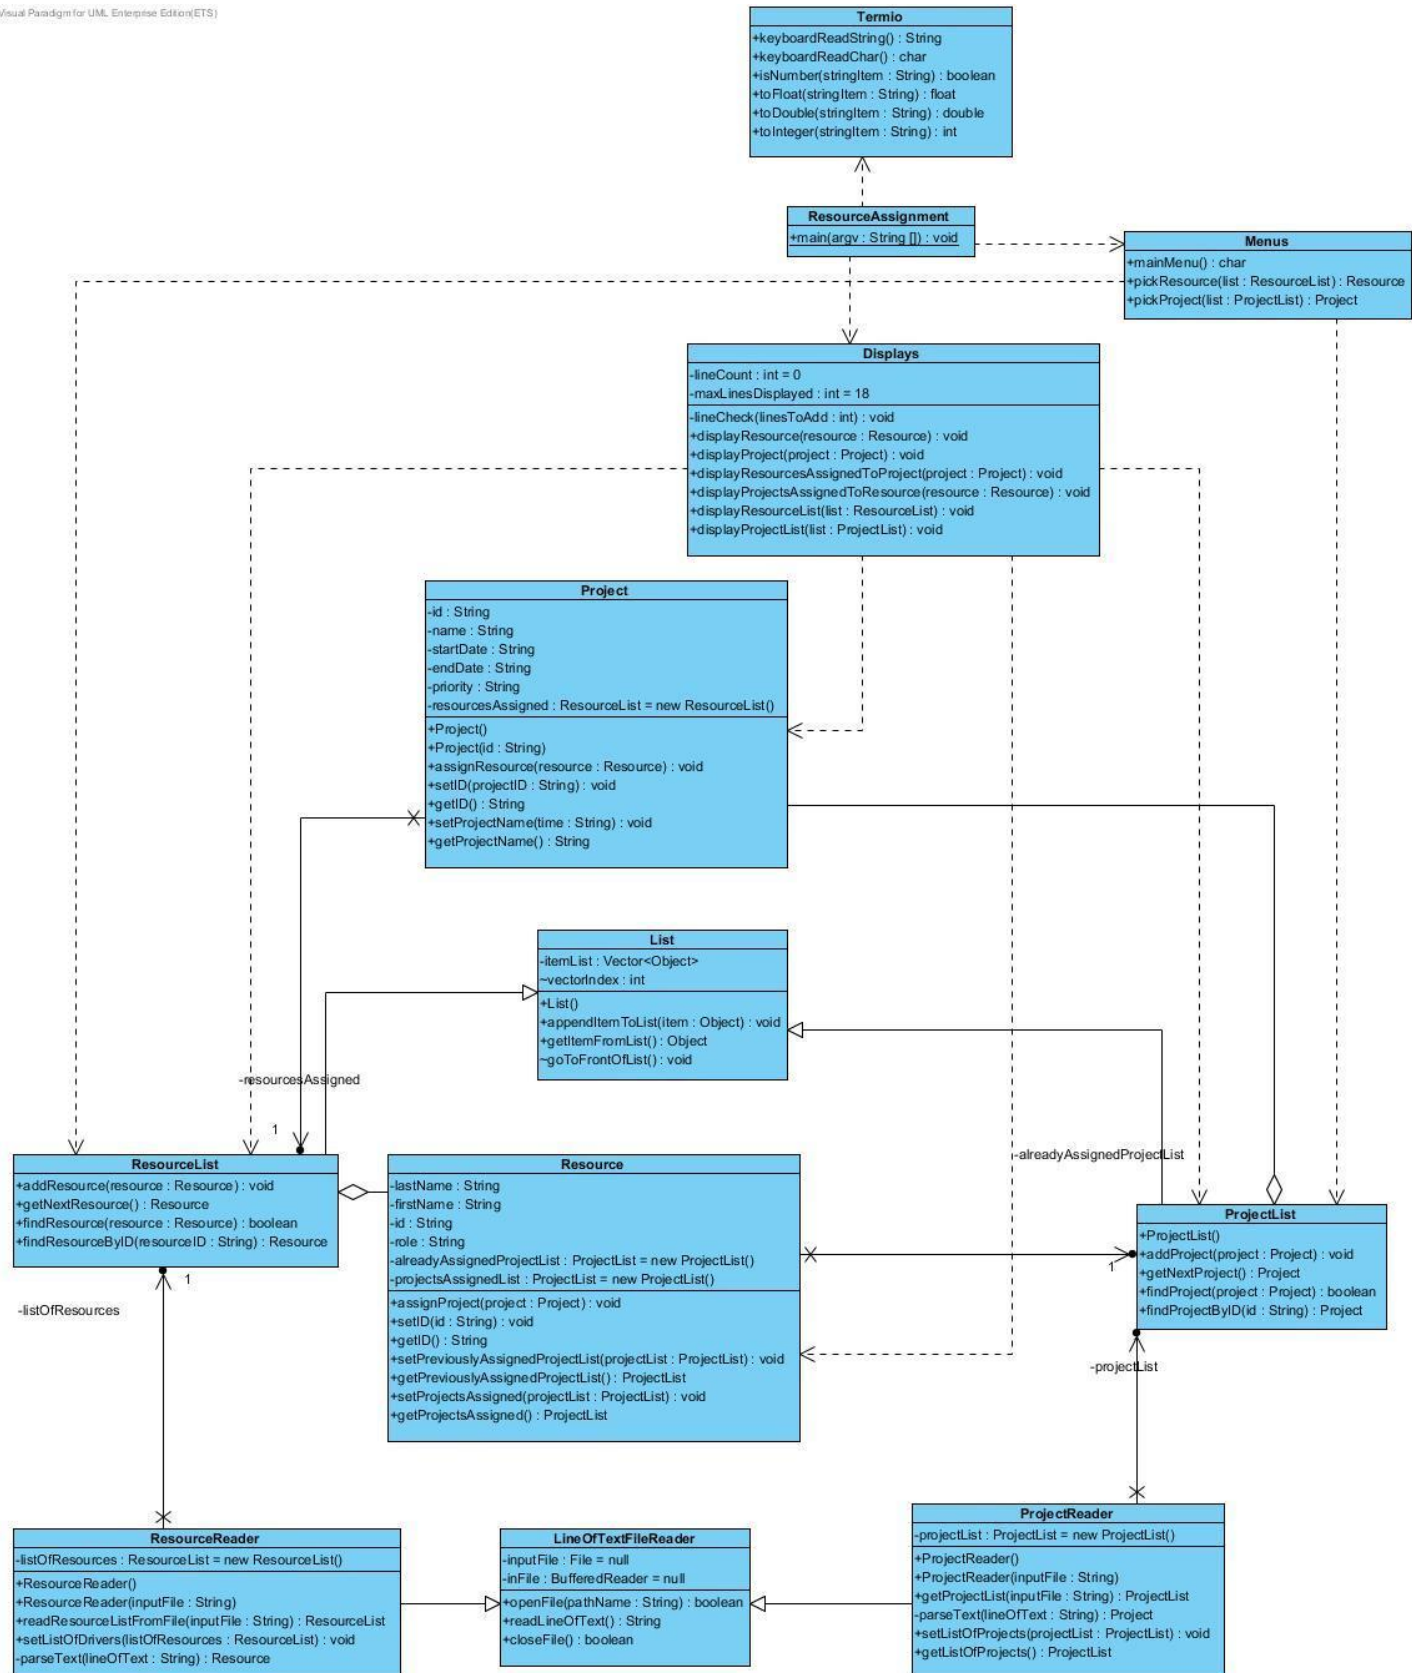 Visual Paradigm for UML Enterprise Edition(ETS)
Termio
+keyboardReadString() : String
+keyboardReadChar() : char
+isNumber(stringItem : String) : boolean
+toFloat(stringItem : String) : float
+toDouble(stringItem : String) : double
+toInteger(stringItem : String) : int
ResourceAssignment
+main(argv : String []) : void
Menus
+mainMenu() : char
+pickResource(list : ResourceList) : Resource
+pickProject(list : ProjectList) : Project
Displays
-lineCount : int = 0
-maxLinesDisplayed : int = 18
-lineCheck(linesToAdd : int) : void
+displayResource(resource : Resource) : void
+displayProject(project : Project) : void
+displayResourcesAssignedToProject(project : Project) : void
+displayProjectsAssignedToResource(resource : Resource) : void
+displayResourceList(list : ResourceList) : void
+displayProjectList(list : ProjectList) : void
Project
-id : String
-name : String
-startDate : String
-endDate : String
-priority : String
-resourcesAssigned : ResourceList = new ResourceList()
+Project()
+Project(id : String)
+assignResource(resource : Resource) : void
+setID(projectID : String) : void
+getID() : String
+setProjectName(time : String) : void
+getProjectName() : String
List
-itemList : Vector<Object>
~vectorIndex : int
+List()
+appendItemToList(item : Object) : void
+getItemFromList() : Object
~goToFrontOfList() : void
-resourcesAssigned
1
-alreadyAssignedProjectList
ResourceList
+addResource(resource : Resource) : void
+getNextResource() : Resource
+findResource(resource : Resource) : boolean
+findResourceByID(resourceID : String) : Resource
Resource
-lastName : String
-firstName : String
-id : String
-role : String
-alreadyAssignedProjectList : ProjectList = new ProjectList()
-projectsAssignedList : ProjectList = new ProjectList()
+assignProject(project : Project) : void
+setID(id : String) : void
+getID() : String
+setPreviouslyAssignedProjectList(projectList : ProjectList) : void
+getPreviouslyAssignedProjectList() : ProjectList
+setProjectsAssigned(projectList : ProjectList) : void
+getProjectsAssigned() : ProjectList
ProjectList
+ProjectList()
+addProject(project : Project) : void
+getNextProject() : Project
+findProject(project : Project) : boolean
+findProjectByID(id : String) : Project
1
1
-listOfResources
-projectList
ResourceReader
-listOfResources : ResourceList = new ResourceList()
+ResourceReader()
+ResourceReader(inputFile : String)
+readResourceListFromFile(inputFile : String) : ResourceList
+setListOfDrivers(listOfResources : ResourceList) : void
-parseText(lineOfText : String) : Resource
LineOfTextFileReader
-inputFile : File = null
-inFile : BufferedReader = null
+openFile(pathName : String) : boolean
+readLineOfText() : String
+closeFile() : boolean
ProjectReader
-projectList : ProjectList = new ProjectList()
+ProjectReader()
+ProjectReader(inputFile : String)
+getProjectList(inputFile : String) : ProjectList
-parseText(lineOfText : String) : Project
+setListOfProjects(projectList : ProjectList) : void
+getListOfProjects() : ProjectList